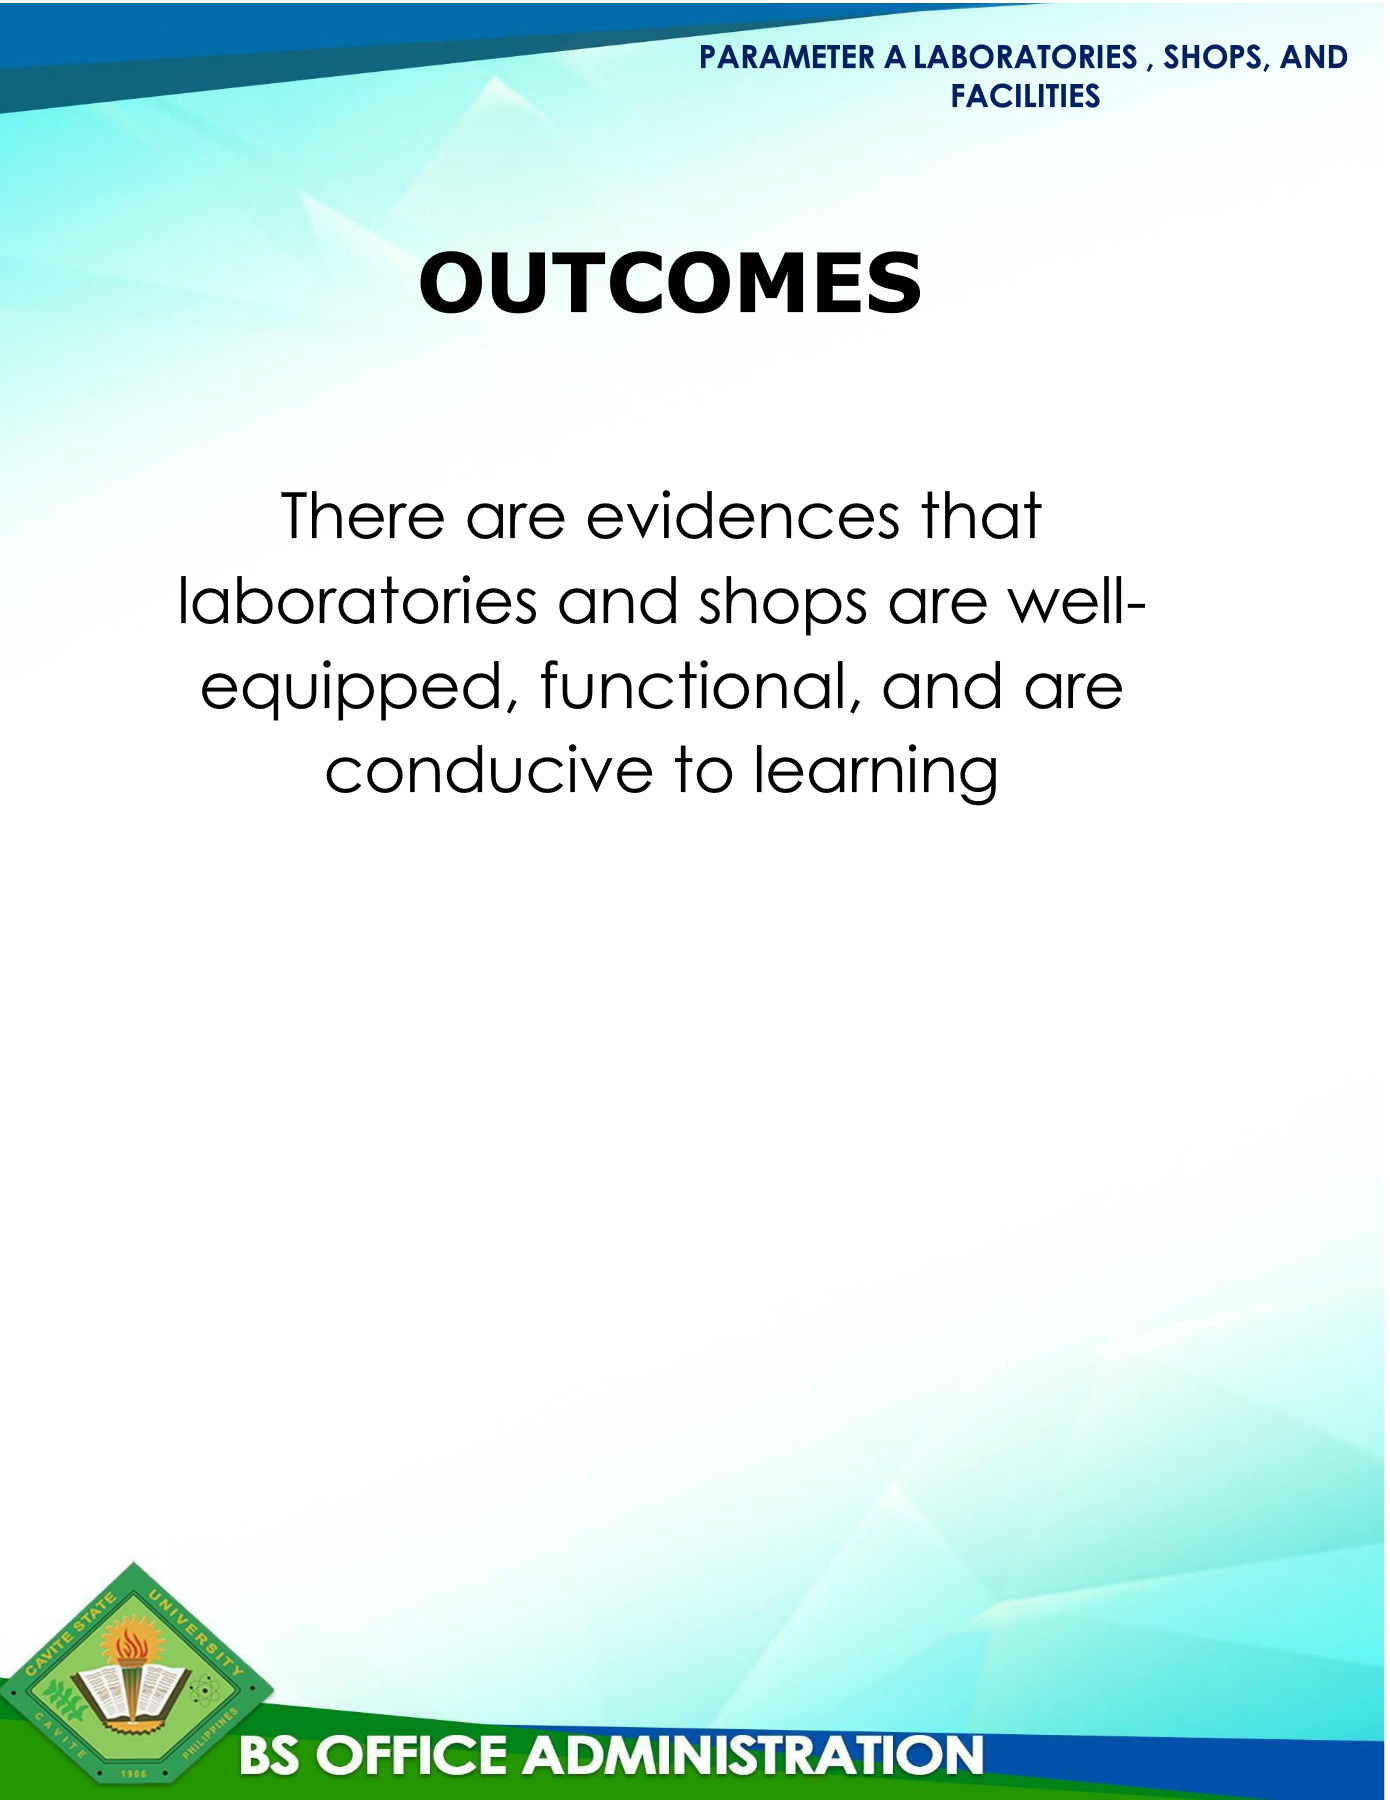 PARAMETER A LABORATORIES , SHOPS, AND
FACILITIES
OUTCOMES
There are evidences that
laboratories and shops are well-
equipped, functional, and are
conducive to learning
CAVITE STATE UNIVERSITY
CAVITE
PHILIPPINES
1906
BS OFFICE ADMINISTRATION